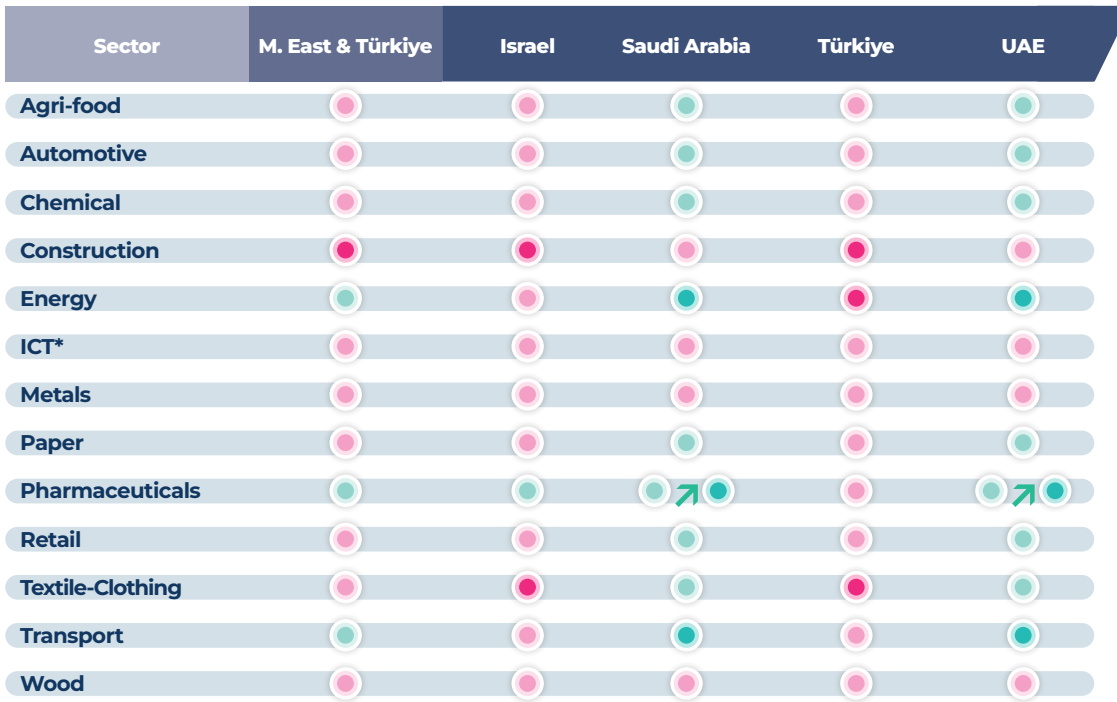 Sector M. East & Türkiye Israel Saudi Arabia Türkiye UAE
Agri-food
Automotive
Chemical
Construction
Energy
ICT*
Metals
Paper
Pharmaceuticals
Retail
Textile-Clothing
Transport
Wood